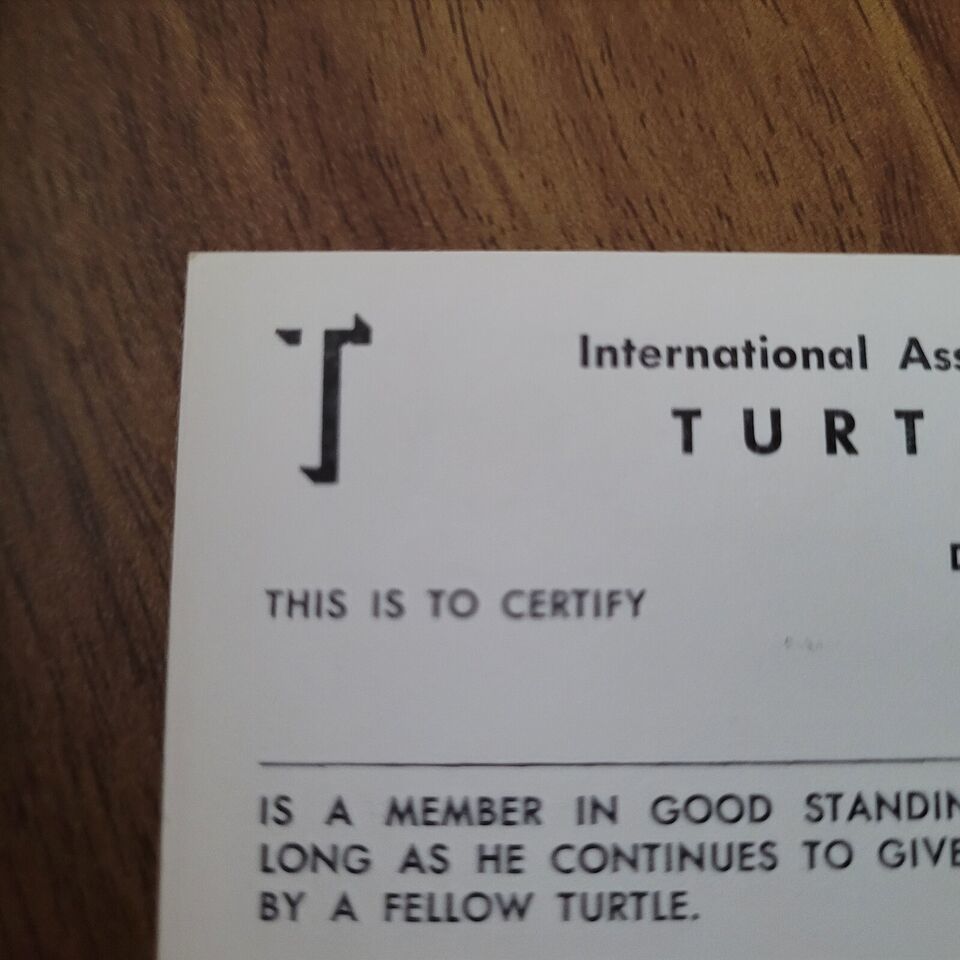 T
International Ass
TURT
D
THIS IS TO CERTIFY
IS A MEMBER IN GOOD STANDIN
LONG AS HE CONTINUES TO GIVE
BY A FELLOW TURTLE.